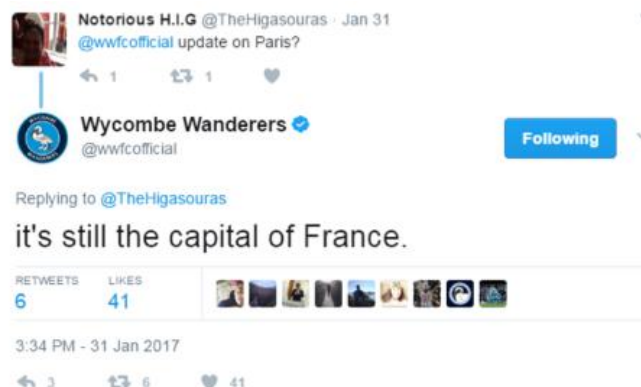 Notorious H.I.G @TheHigasouras · Jan 31
@wwfcofficial update on Paris?
1 1
Wycombe Wanderers
@wwfcofficial
Following
Replying to @TheHigasouras
it's still the capital of France.
RETWEETS LIKES
6 41
3:34 PM - 31 Jan 2017
3 6 41